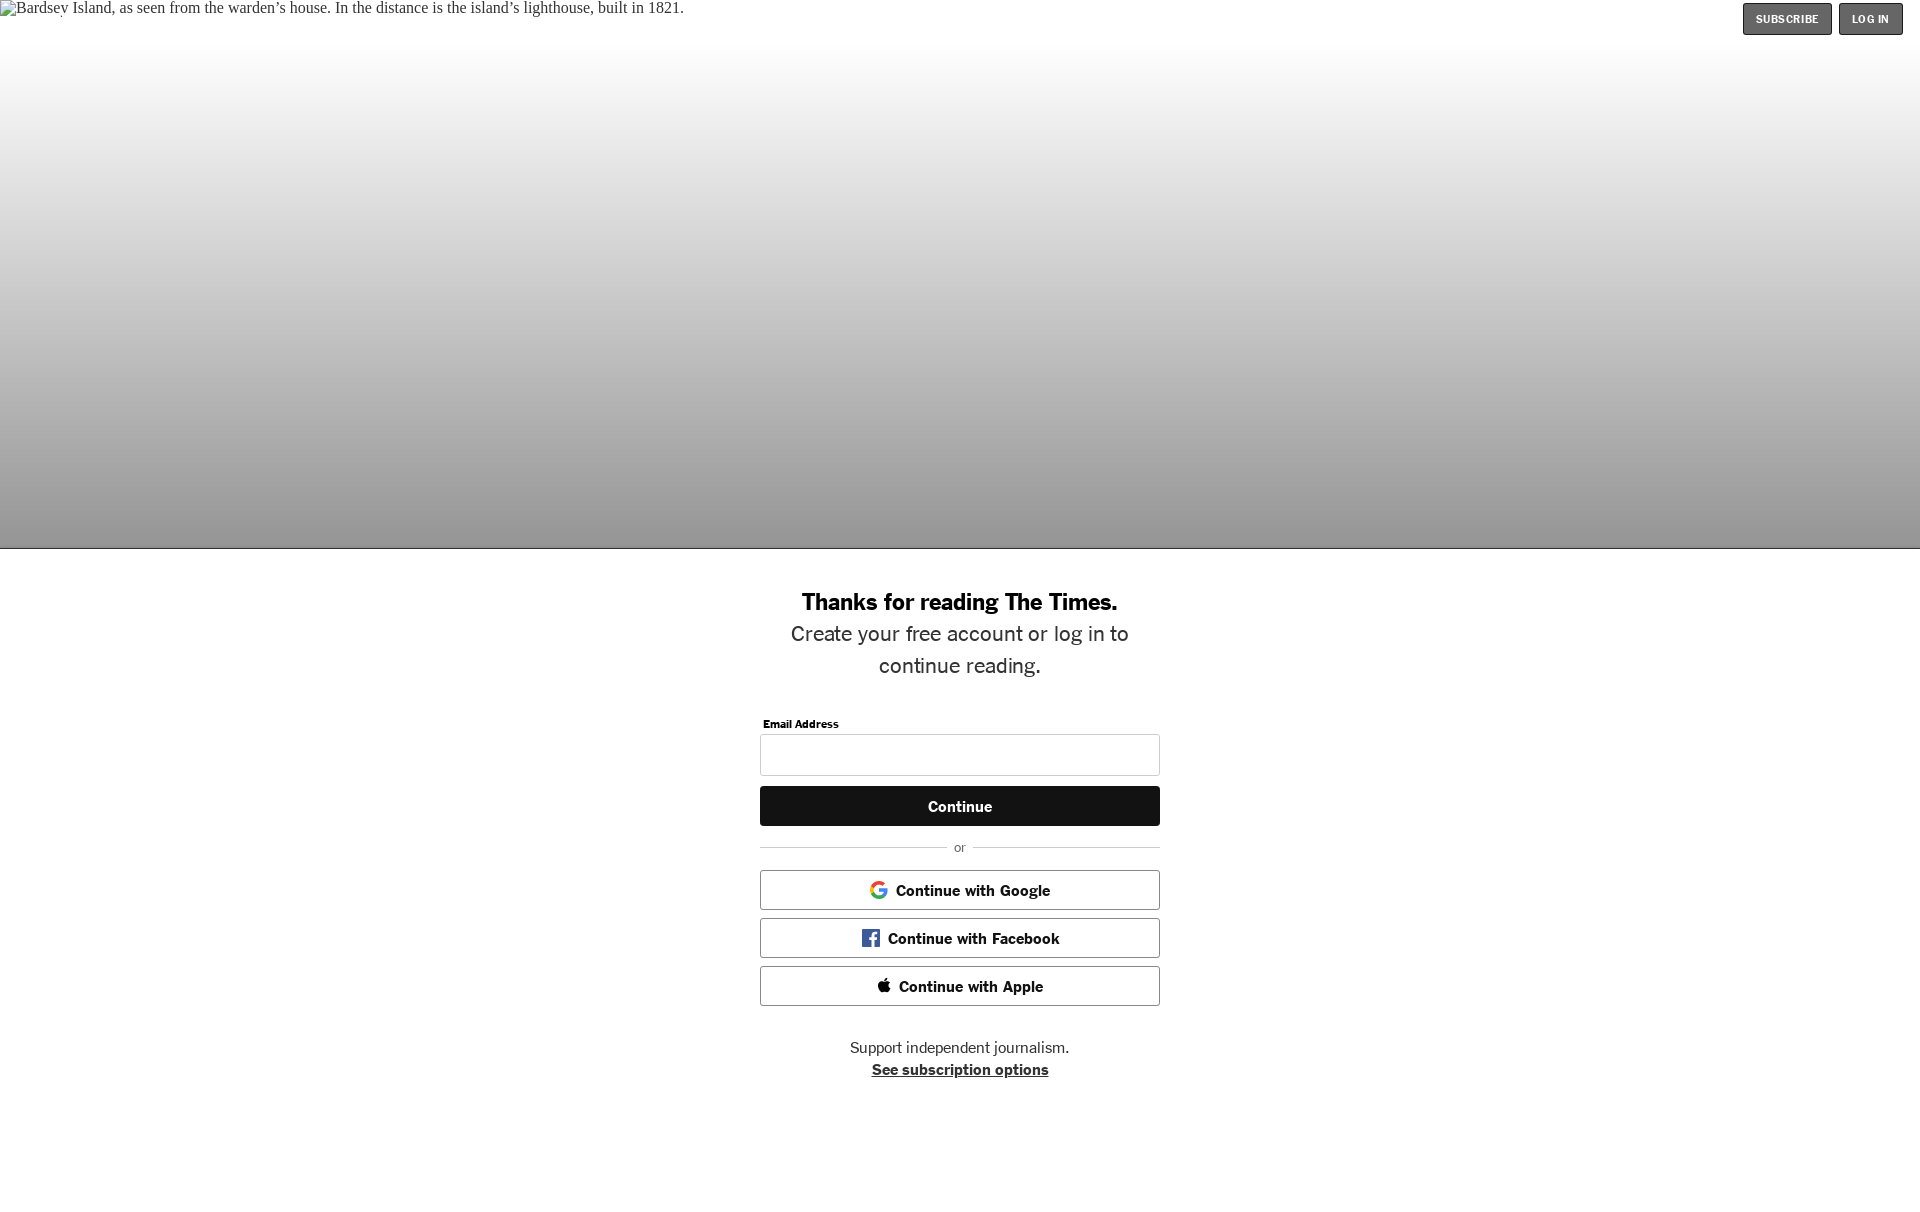 Bardsey Island, as seen from the warden’s house. In the distance is the island’s lighthouse, built in 1821.
SUBSCRIBE
LOG IN
Thanks for reading The Times.
Create your free account or log in to
continue reading.
Email Address
Continue
or
Continue with Google
Continue with Facebook
Continue with Apple
Support independent journalism.
See subscription options